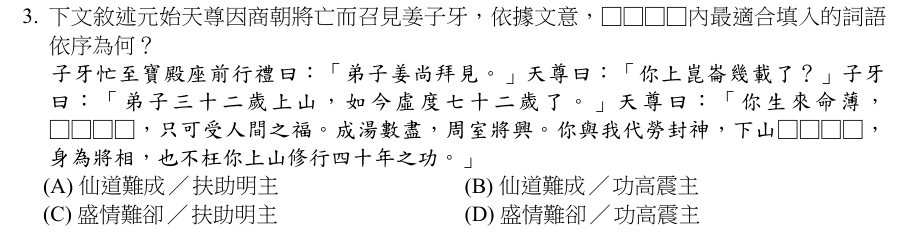 3. 下文敘述元始天尊因商朝將亡而召見姜子牙，依據文意，□□□□內最適合填入的詞語
依序為何？
子牙忙至寶殿座前行禮曰：「弟子姜尚拜見。」天尊曰：「你上崑崙幾載了？」子牙
曰：「弟子三十二歲上山，如今虛度七十二歲了。」天尊曰：「你生來命薄，
□□□□，只可受人間之福。成湯數盡，周室將興。你與我代勞封神，下山□□□□，
身為將相，也不枉你上山修行四十年之功。」
(A) 仙道難成／扶助明主 (B) 仙道難成／功高震主
(C) 盛情難卻／扶助明主 (D) 盛情難卻／功高震主